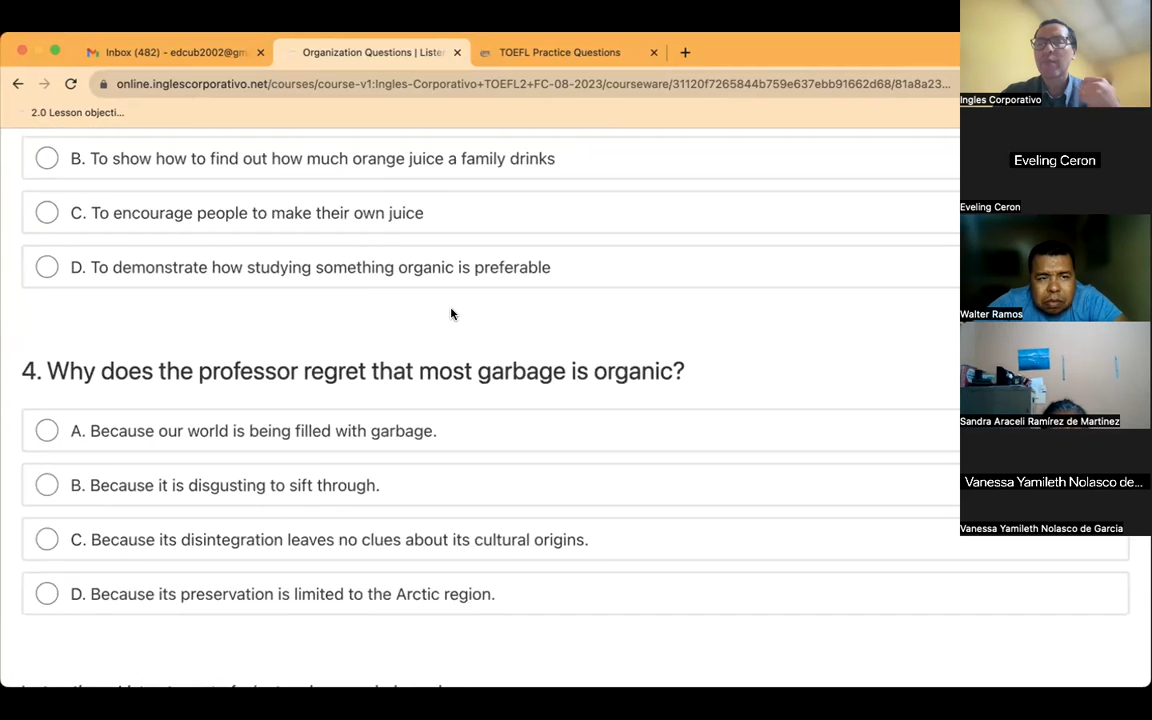 Inbox (482) - edcub2002@gm
Organization Questions | Liste
TOEFL Practice Questions
online.inglescorporativo.net/courses/course-v1:Ingles-Corporativo+TOEFL2+FC-08-2023/courseware/31120f7265844b759e637ebb91662d68/81a8a23...
2.0 Lesson objecti...
B. To show how to find out how much orange juice a family drinks
C. To encourage people to make their own juice
D. To demonstrate how studying something organic is preferable
4. Why does the professor regret that most garbage is organic?
A. Because our world is being filled with garbage.
B. Because it is disgusting to sift through.
C. Because its disintegration leaves no clues about its cultural origins.
D. Because its preservation is limited to the Arctic region.
Ingles Corporativo
Eveling Ceron
Eveling Ceron
Walter Ramos
Sandra Araceli Ramírez de Martinez
Vanessa Yamileth Nolasco de...
Vanessa Yamileth Nolasco de Garcia